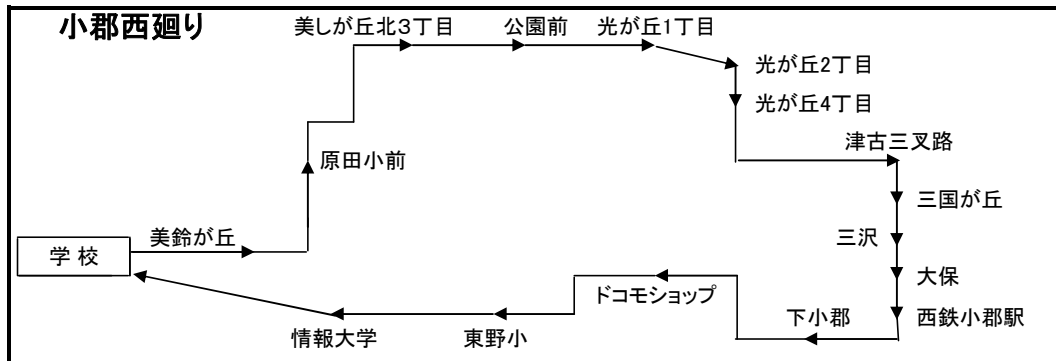 小郡西廻り
美しが丘北３丁目
公園前
光が丘1丁目
光が丘2丁目
光が丘4丁目
津古三叉路
原田小前
三国が丘
美鈴が丘
三沢
学 校
大保
ドコモショップ
下小郡
西鉄小郡駅
情報大学
東野小